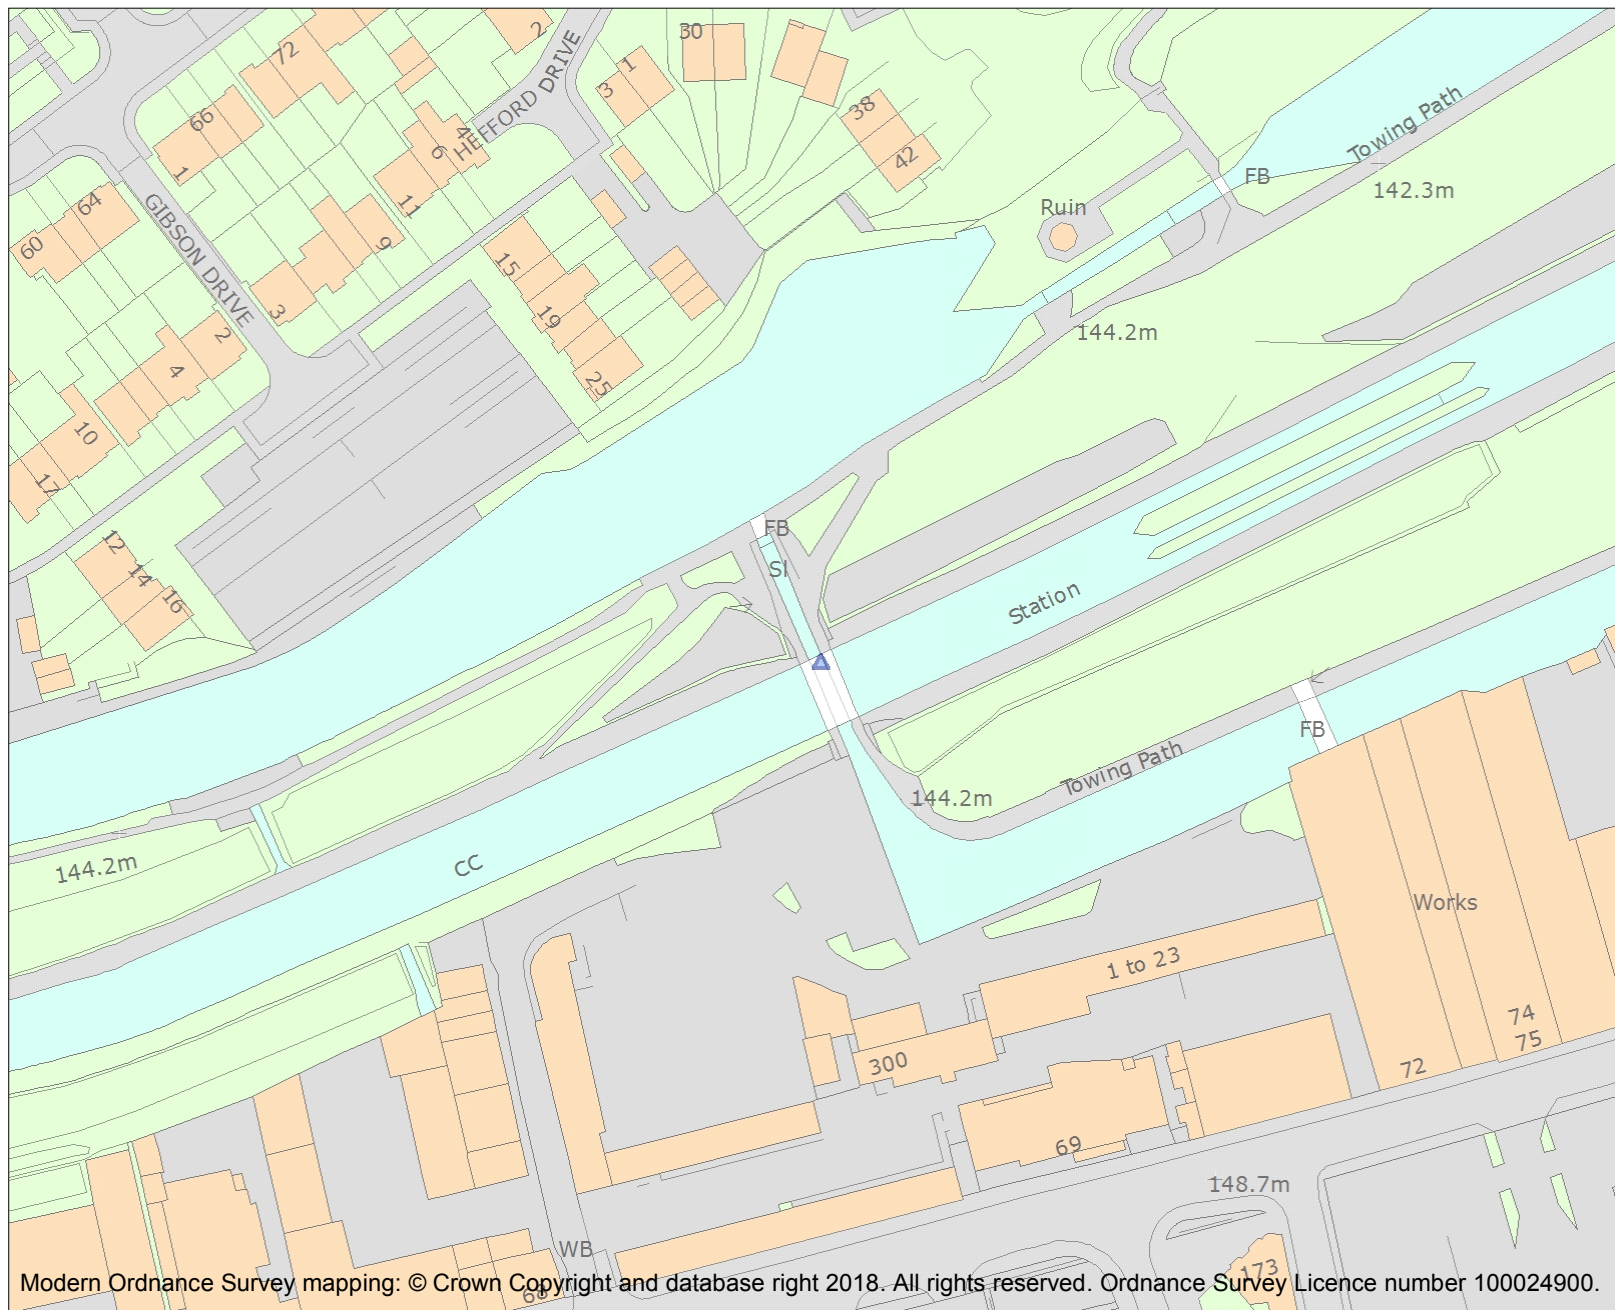 72
2
HEFFORD DRIVE
DRIVE
30
1
3
66
1
4
6
11
38
42
Towing Path
FB
142.3m
Ruin
64
60
GIBSON DRIVE
9
3
15
19
25
144.2m
2
4
10
17
12
14
16
FB
Sl
Station
FB
Towing Path
144.2m
CC
144.2m
Works
1 to 23
300
74
75
72
69
148.7m
WB
173
68
Modern Ordnance Survey mapping: © Crown Copyright and database right 2018. All rights reserved. Ordnance Survey Licence number 100024900.